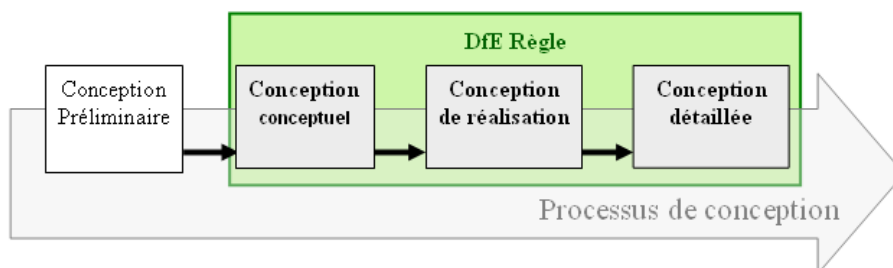 DfE Règle
Conception
Préliminaire
Conception
conceptuel
Conception
de réalisation
Conception
détaillée
Processus de conception